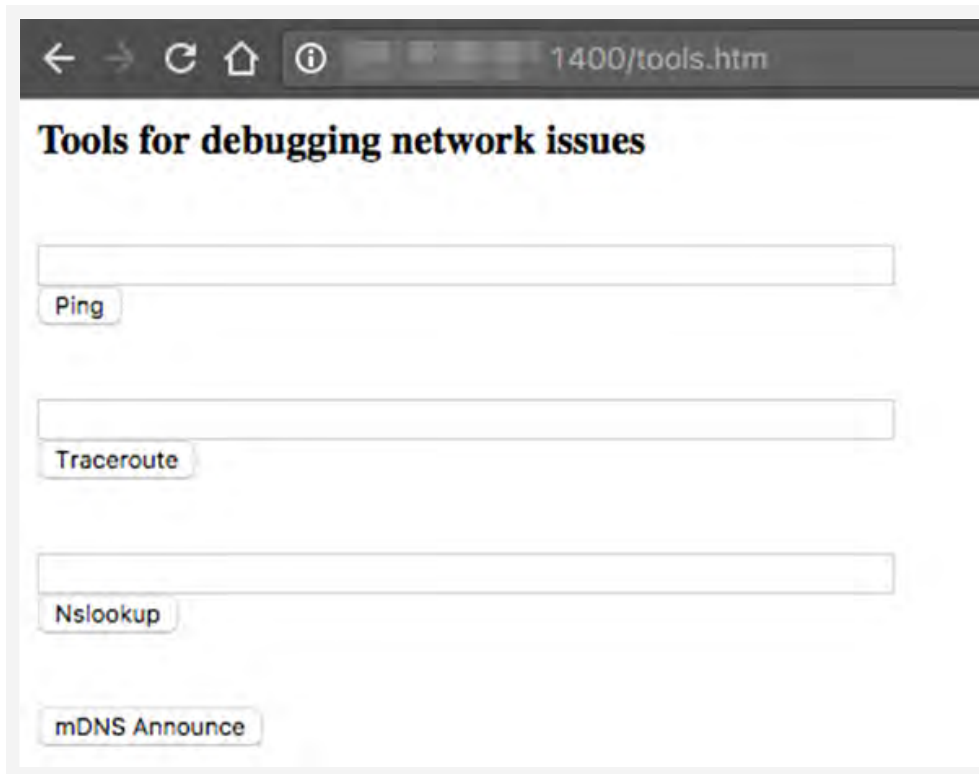 1400/tools.htm
Tools for debugging network issues
Ping
Traceroute
Nslookup
mDNS Announce